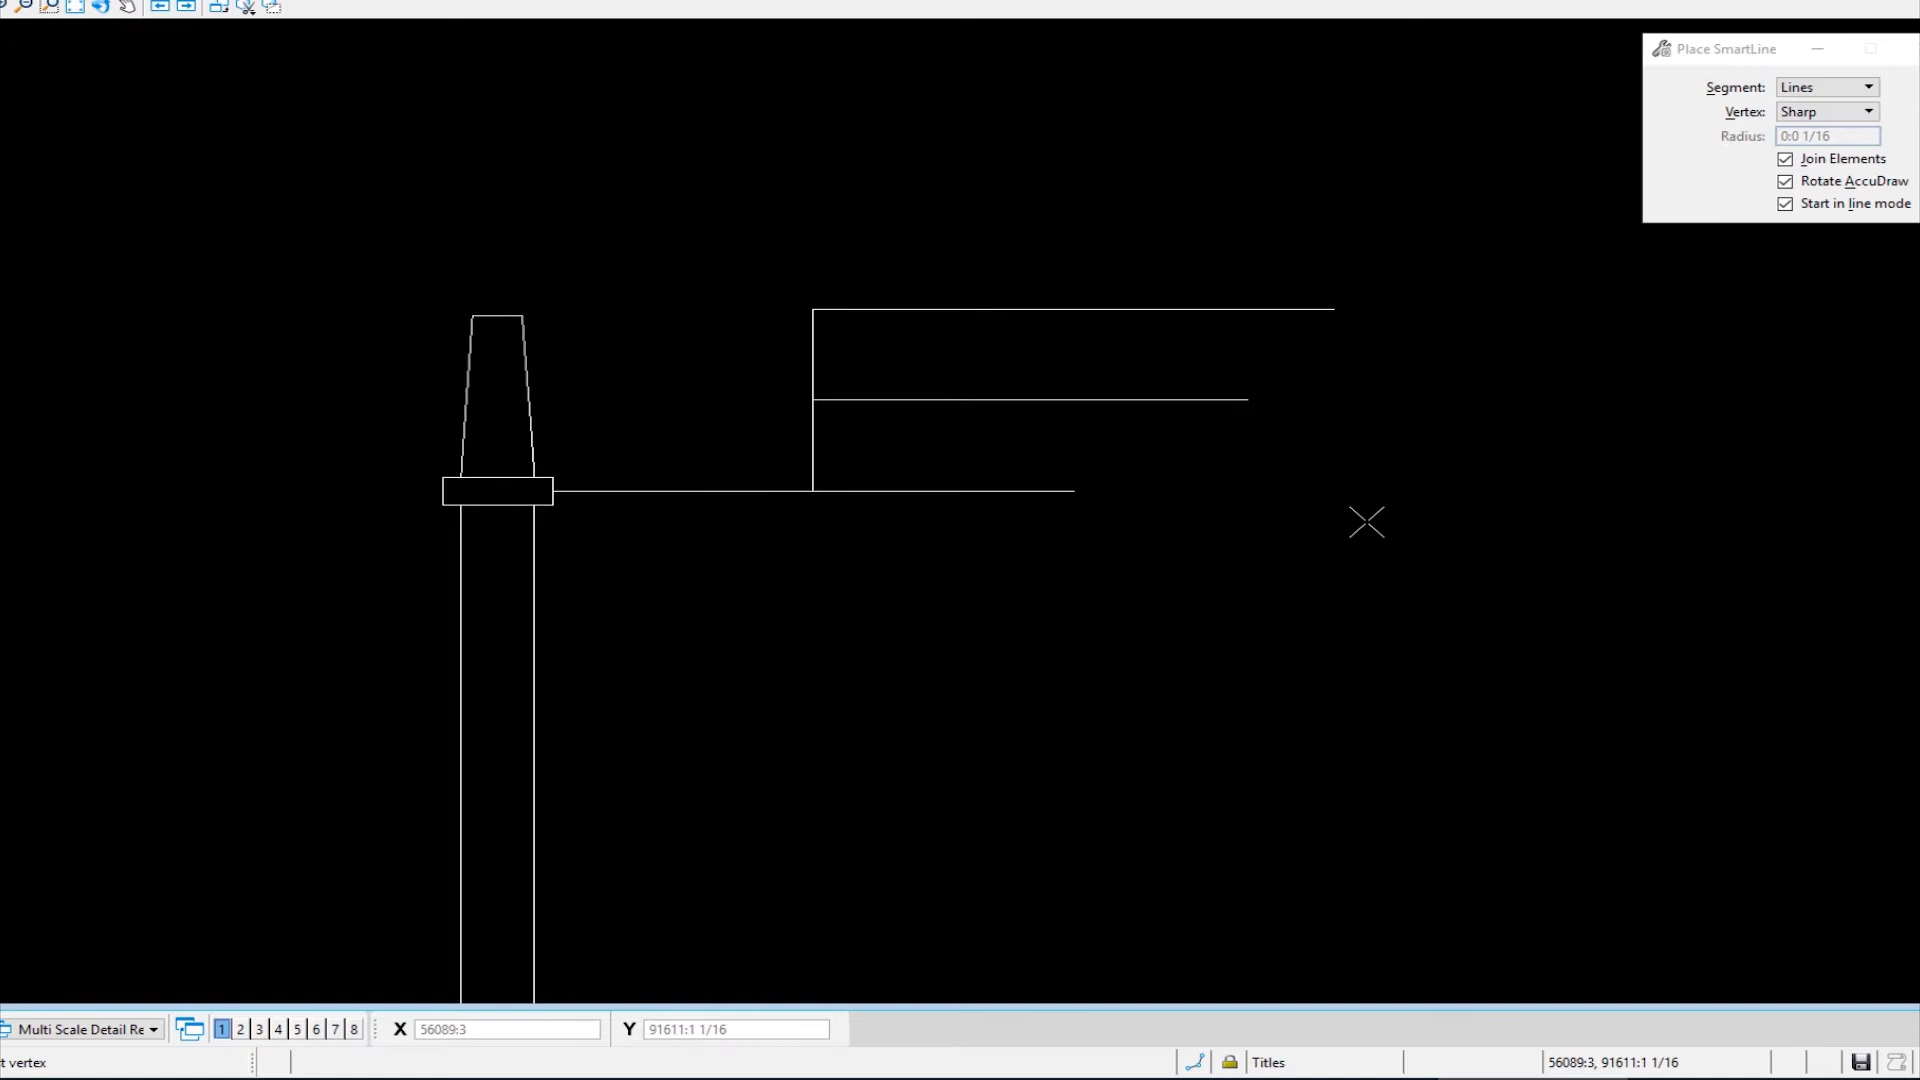 Place SmartLine
Segment: Lines
Vertex: Sharp
Radius: 0:0 1/16
Join Elements
Rotate AccuDraw
Start in line mode
Multi Scale Detail Re 1 2 3 4 5 6 7 8 X 56089:3 Y 91611:1 1/16
t vertex Titles 56089:3, 91611:1 1/16